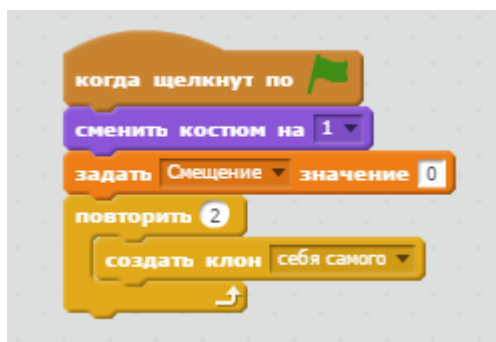 когда щелкнут по
сменить костюм на 1
задать Смещение значение 0
повторить 2
создать клон себя самого